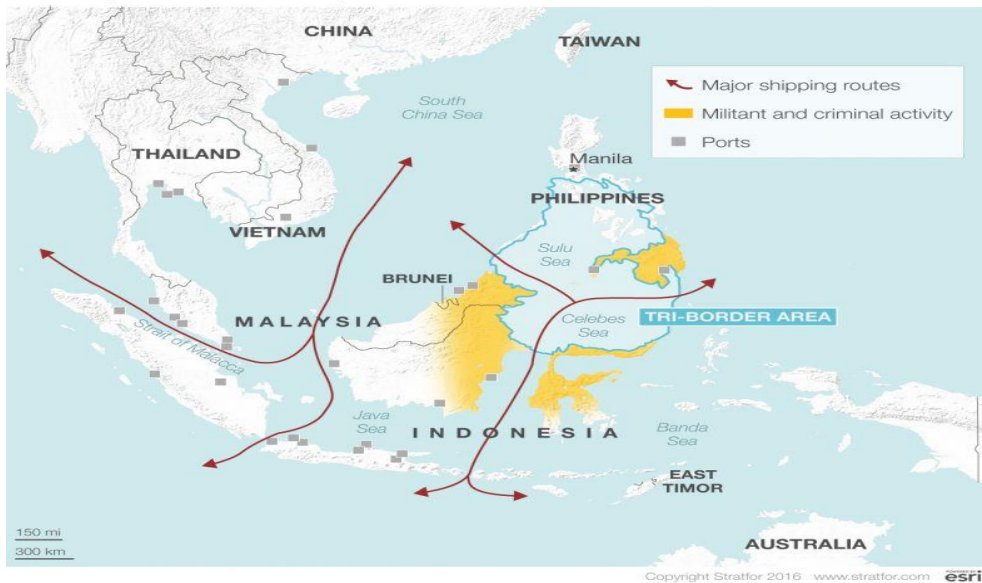 CHINA
TAIWAN
Major shipping routes
Militant and criminal activity
Ports
South
China Sea
THAILAND
Manila
PHILIPPINES
VIETNAM
Sulu
Sea
BRUNEI
MALAYSIA
TRI-BORDER AREA
Celebes
Sea
Strait of Malacca
Java
Sea
INDONESIA
Banda
Sea
EAST
TIMOR
150 mi
300 km
AUSTRALIA
Copyright Stratfor 2016 www.stratfor.com
POWERED BY
esri